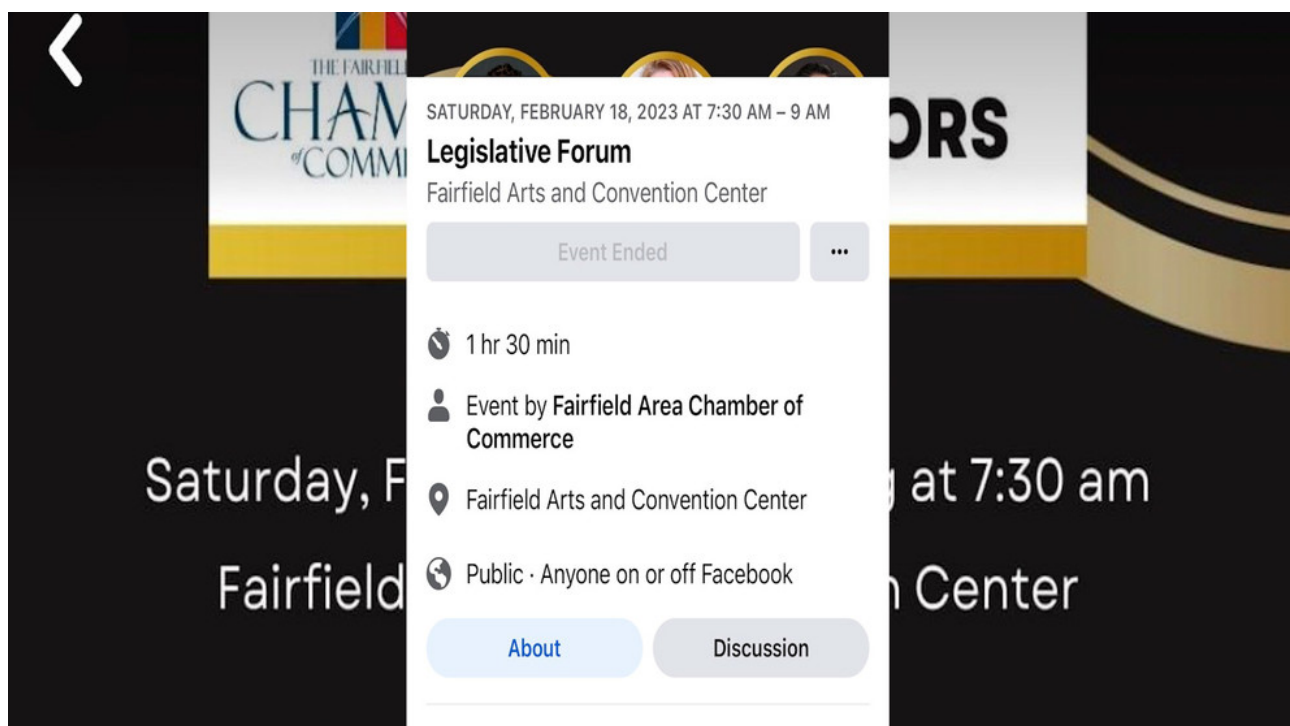 THE FAIRFIEL
CHAM
of COMM
ORS
SATURDAY, FEBRUARY 18, 2023 AT 7:30 AM – 9 AM
Legislative Forum
Fairfield Arts and Convention Center
Event Ended
1 hr 30 min
Event by Fairfield Area Chamber of
Commerce
Fairfield Arts and Convention Center
Public · Anyone on or off Facebook
About
Discussion
Saturday, F
at 7:30 am
Fairfield
Center